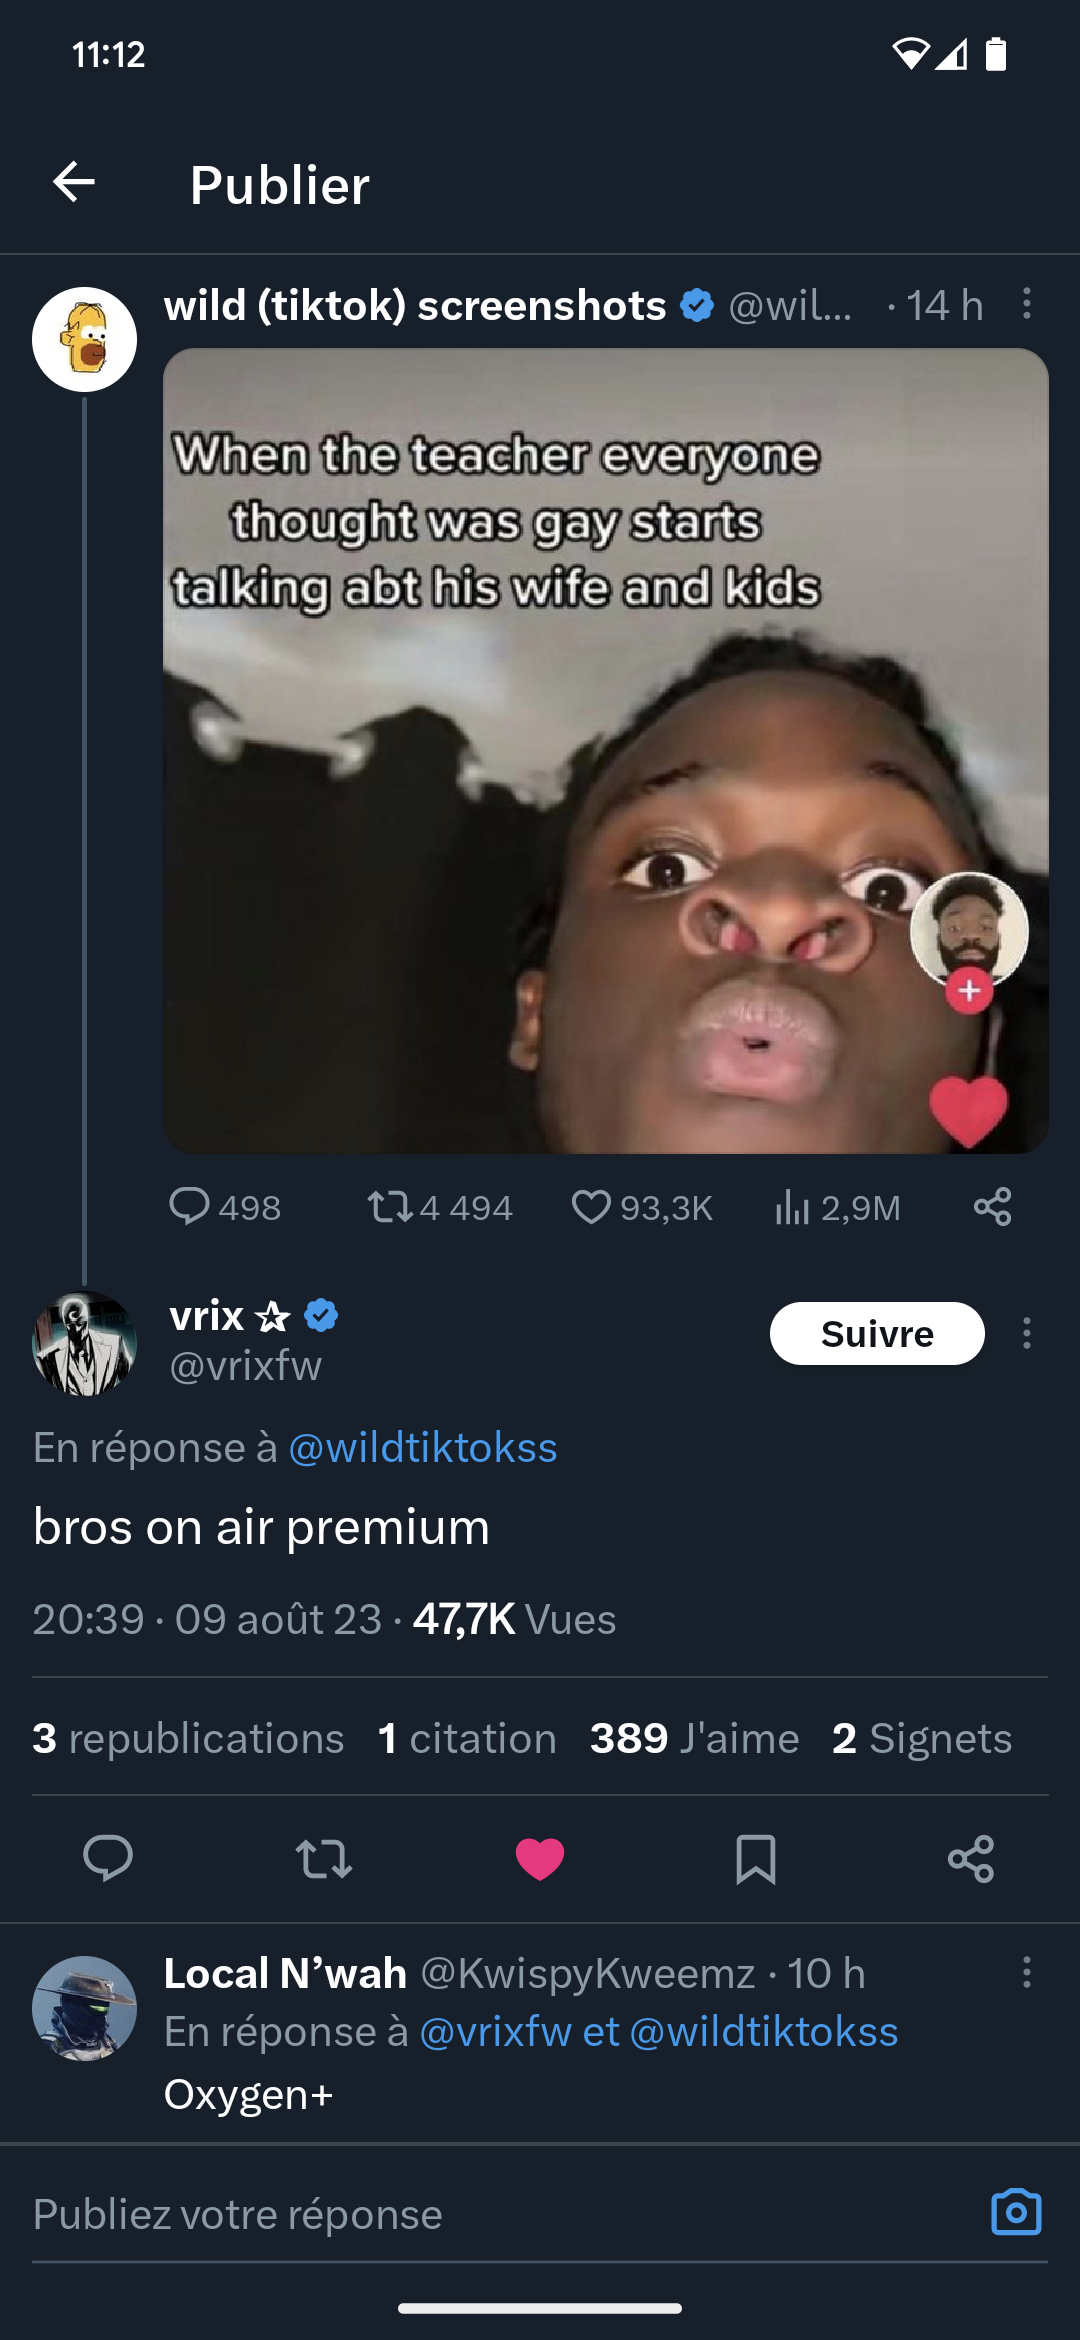 11:12
Publier
wild (tiktok) screenshots @wil... · 14 h
When the teacher everyone
thought was gay starts
talking abt his wife and kids
498 4 494 93,3K 2,9M
vrix ☆
@vrixfw
Suivre
En réponse à @wildtiktokss
bros on air premium
20:39 · 09 août 23 · 47,7K Vues
3 republications 1 citation 389 J'aime 2 Signets
Local N’wah @KwispyKweemz · 10 h
En réponse à @vrixfw et @wildtiktokss
Oxygen+
Publiez votre réponse